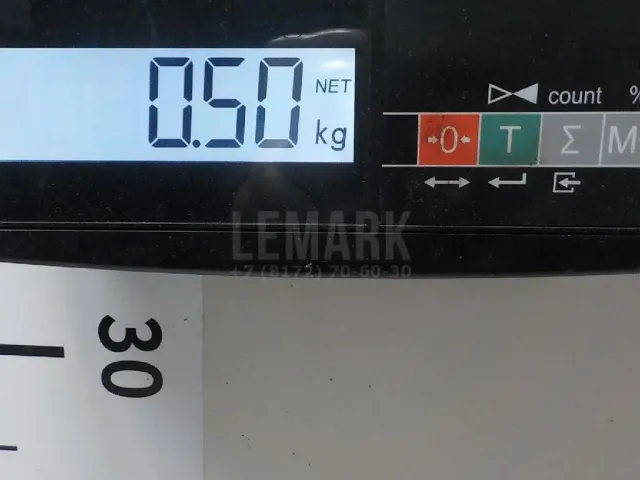 0.50 NET kg
count %
0 T Σ M
LEMARK
+7 (8172) 70-60-30
30